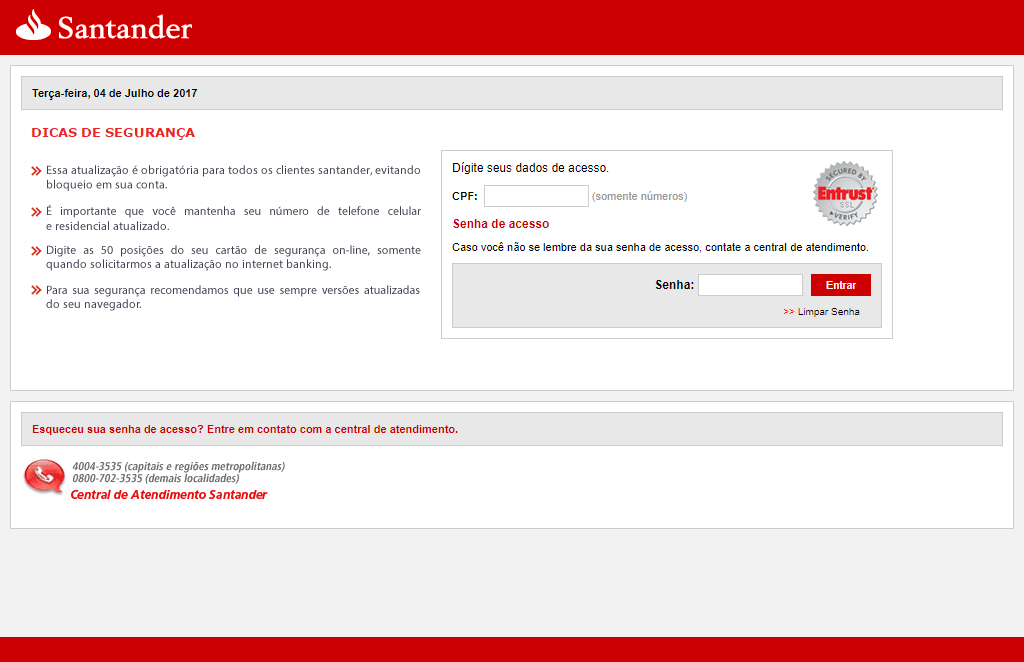 Santander
Terça-feira, 04 de Julho de 2017
DICAS DE SEGURANÇA
Essa atualização é obrigatória para todos os clientes santander, evitando
bloqueio em sua conta.
É importante que você mantenha seu número de telefone celular
e residencial atualizado.
Digite as 50 posições do seu cartão de segurança on-line, somente
quando solicitarmos a atualização no internet banking.
Para sua segurança recomendamos que use sempre versões atualizadas
do seu navegador.
Dígite seus dados de acesso.
CPF: (somente números)
SECURED BY
Entrust
SSL
VERIFY
Senha de acesso
Caso você não se lembre da sua senha de acesso, contate a central de atendimento.
Senha: Entrar
>> Limpar Senha
Esqueceu sua senha de acesso? Entre em contato com a central de atendimento.
4004-3535 (capitais e regiões metropolitanas)
0800-702-3535 (demais localidades)
Central de Atendimento Santander